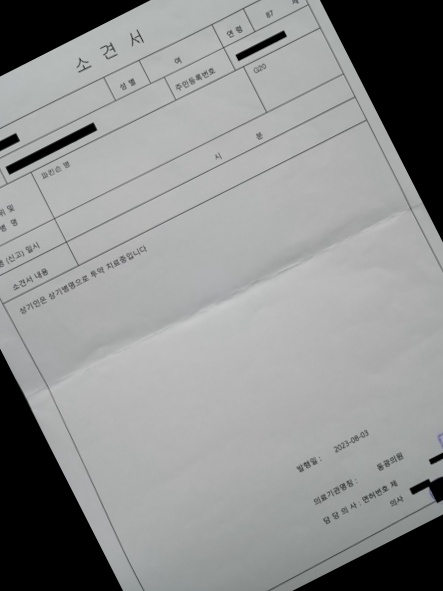 소 견 서
성 별 여 연 령 87 세
주민등록번호
파킨슨 병 G20
위 및
병 명
시 분
(신고) 일시
소견서 내용
상기인은 상기병명으로 투약 치료중입니다
발행일 : 2023-08-03
의료기관명칭 : 동광의원
담 당 의 사 : 면허번호 제
의사